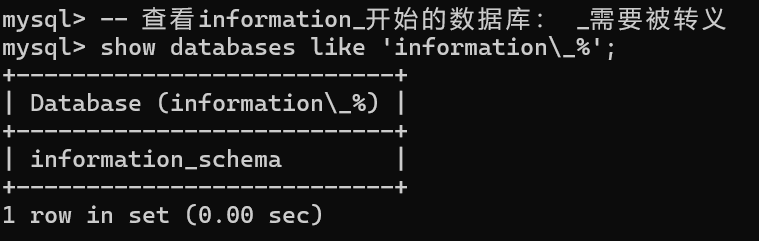 mysql> -- 查看information_开始的数据库： _需要被转义
mysql> show databases like 'information\_%';
+---------------------------+
| Database (information\_%) |
+---------------------------+
| information_schema        |
+---------------------------+
1 row in set (0.00 sec)